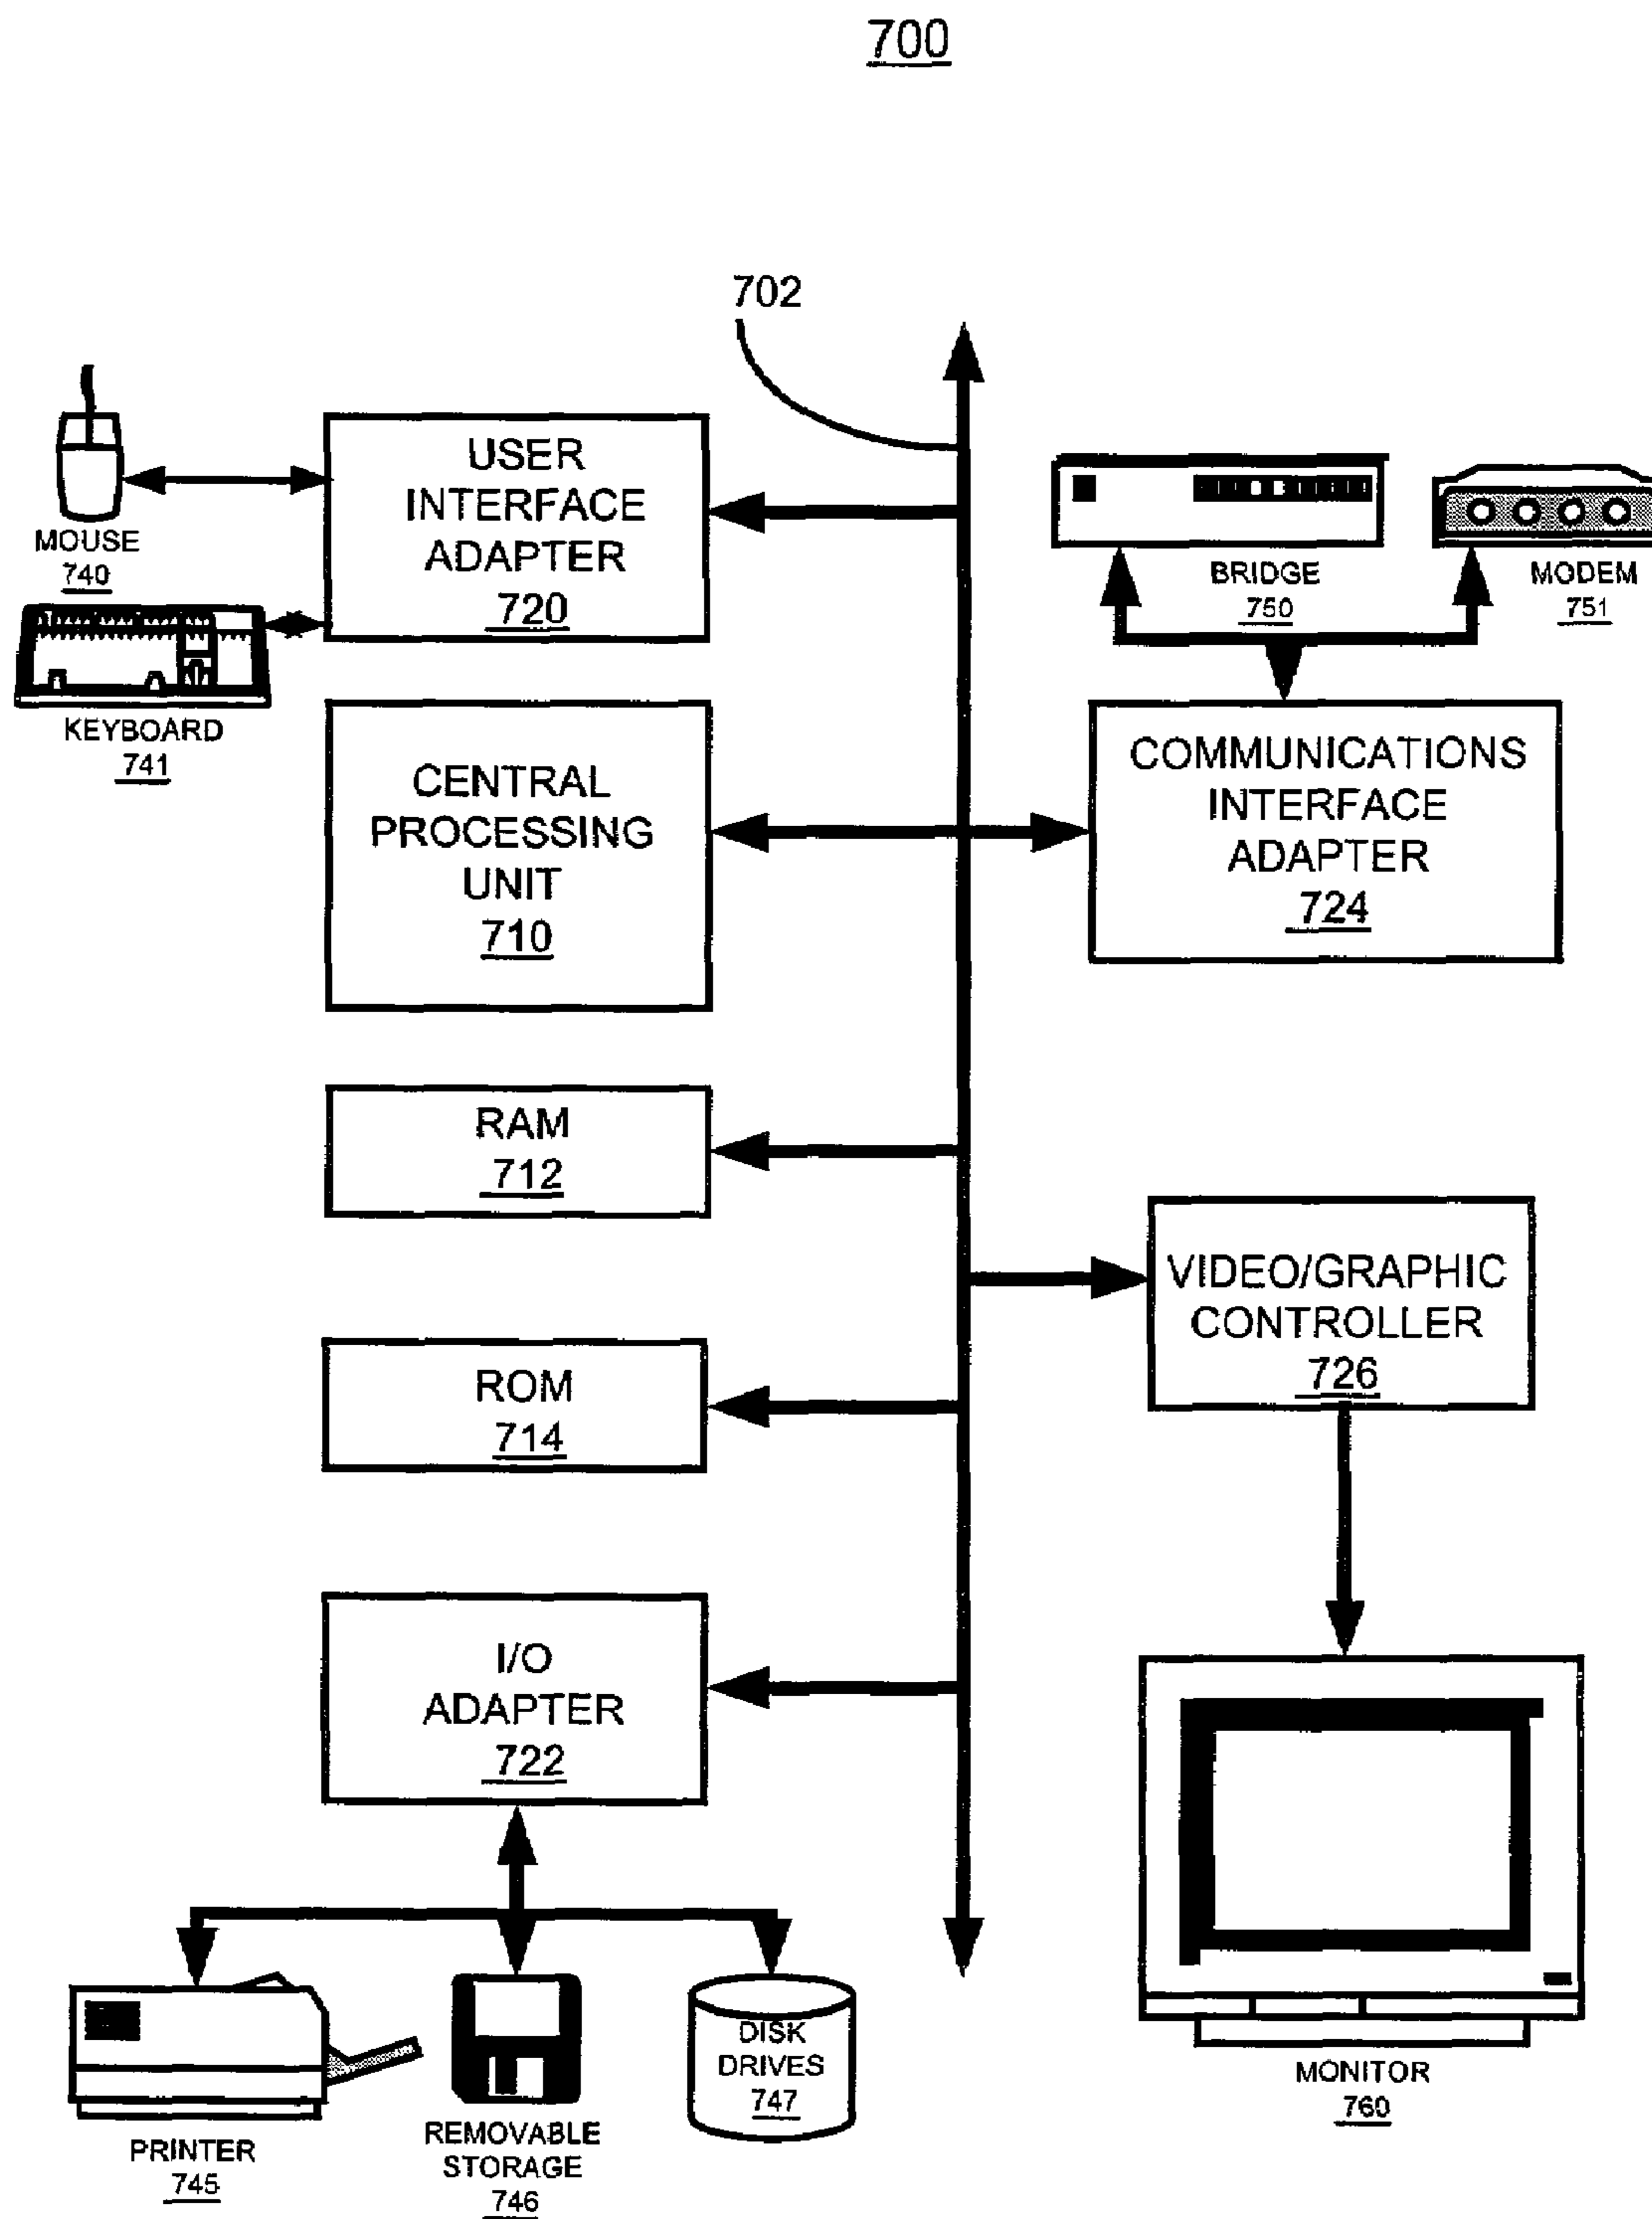 700
702
MOUSE
740
KEYBOARD
741
USER
INTERFACE
ADAPTER
720
BRIDGE
750
MODEM
751
CENTRAL
PROCESSING
UNIT
710
COMMUNICATIONS
INTERFACE
ADAPTER
724
RAM
712
VIDEO/GRAPHIC
CONTROLLER
726
ROM
714
I/O
ADAPTER
722
PRINTER
745
REMOVABLE
STORAGE
746
DISK
DRIVES
747
MONITOR
760